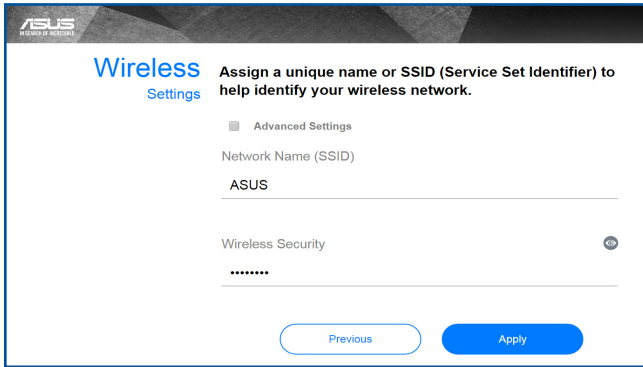 ASUS
IN SEARCH OF INCREDIBLE
Wireless
Settings
Assign a unique name or SSID (Service Set Identifier) to
help identify your wireless network.
Advanced Settings
Network Name (SSID)
ASUS
Wireless Security
••••••••
Previous
Apply